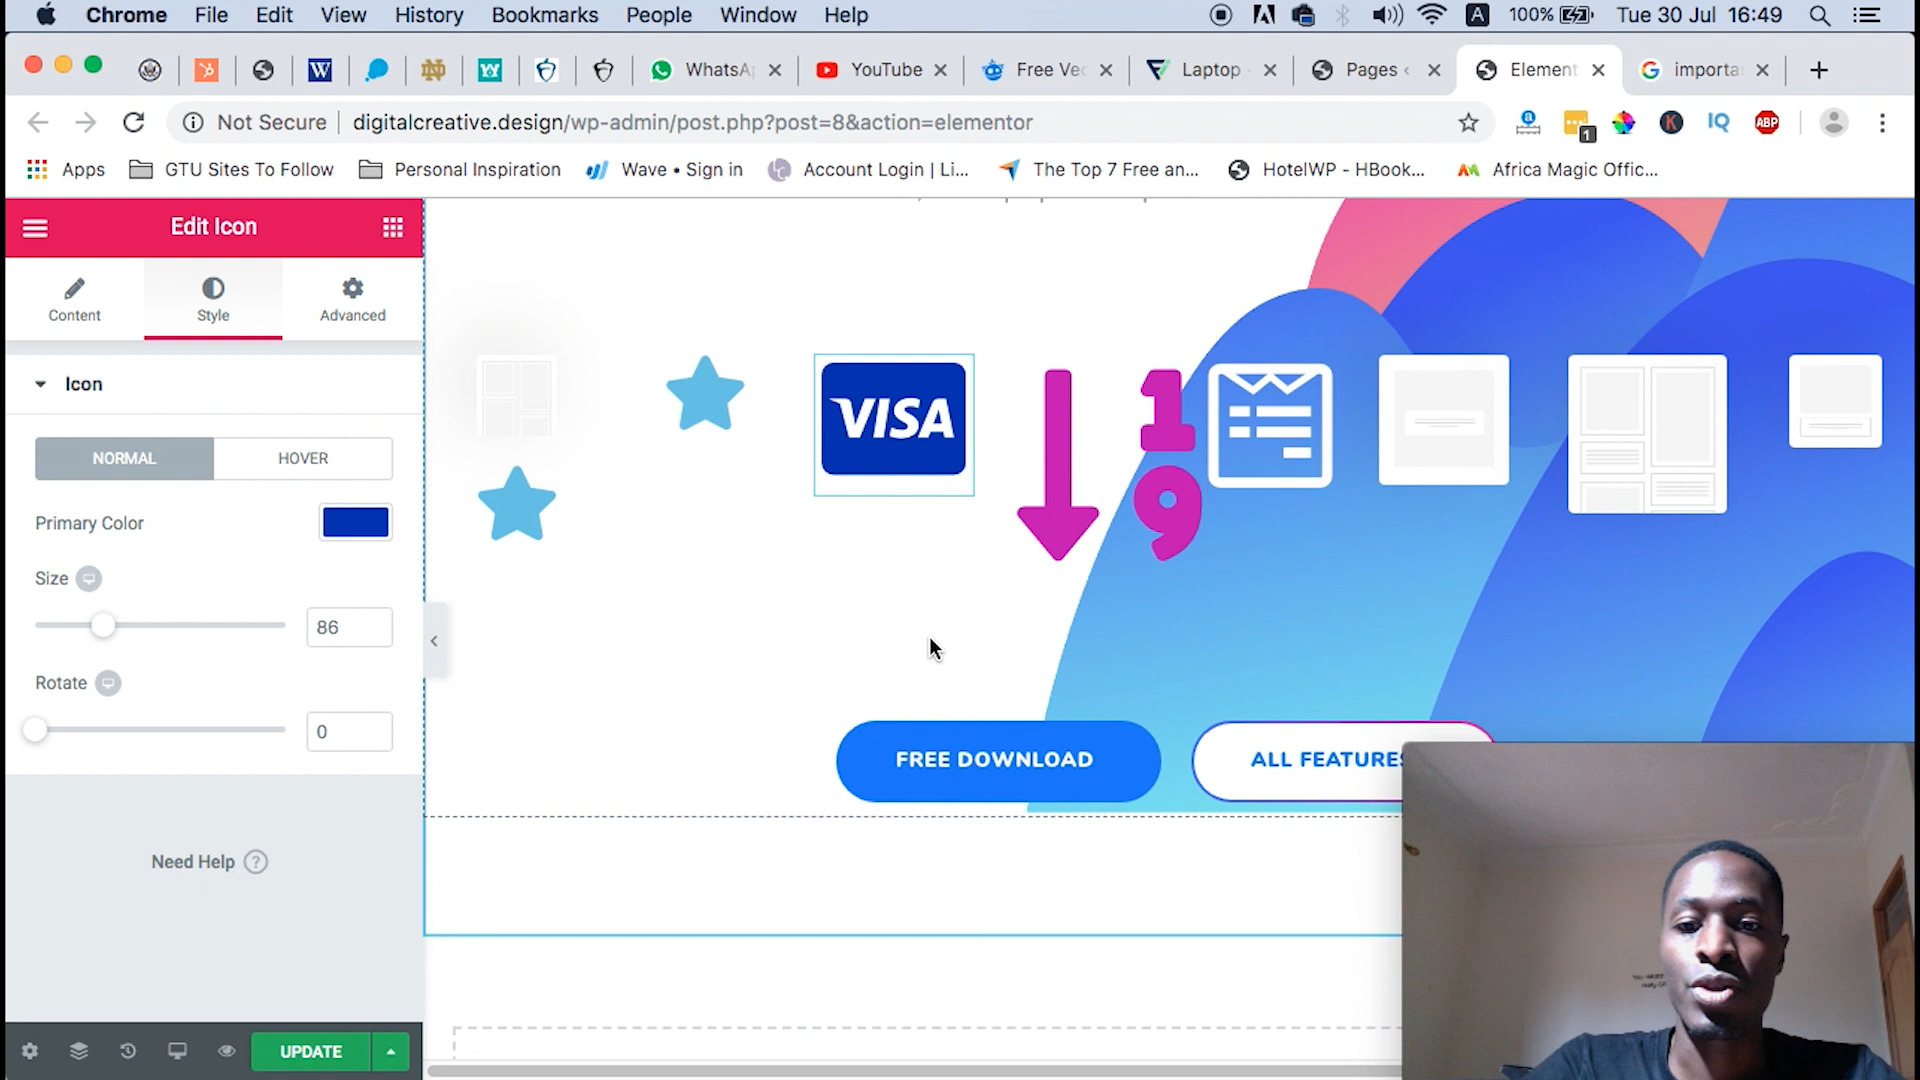 Chrome File Edit View History Bookmarks People Window Help
A 100% Tue 30 Jul 16:49
WhatsA
YouTube
Free Vec
Laptop -
Pages ‹
Element
importa
Not Secure | digitalcreative.design/wp-admin/post.php?post=8&action=elementor
1 K IQ ABP
Apps GTU Sites To Follow Personal Inspiration Wave • Sign in Account Login | Li... The Top 7 Free an... HotelWP - HBook... Africa Magic Offic...
Edit Icon
Content Style Advanced
Icon
NORMAL HOVER
Primary Color
Size
86
Rotate
0
Need Help ?
UPDATE
VISA
1
9
FREE DOWNLOAD
ALL FEATURES